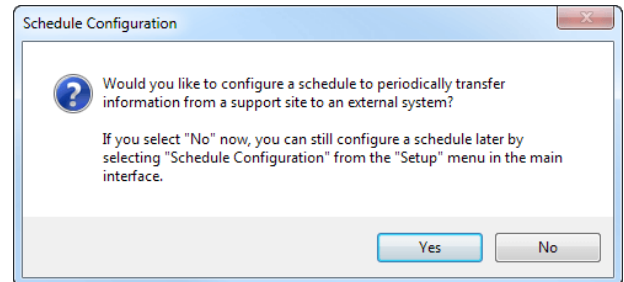 Schedule Configuration
Would you like to configure a schedule to periodically transfer
information from a support site to an external system?
If you select "No" now, you can still configure a schedule later by
selecting "Schedule Configuration" from the "Setup" menu in the main
interface.
Yes No